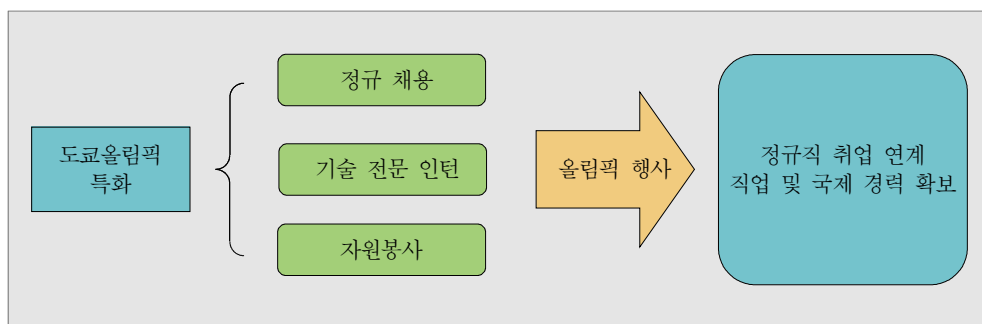 도쿄올림픽
특화
정규 채용
기술 전문 인턴
자원봉사
올림픽 행사
정규직 취업 연계
직업 및 국제 경력 확보